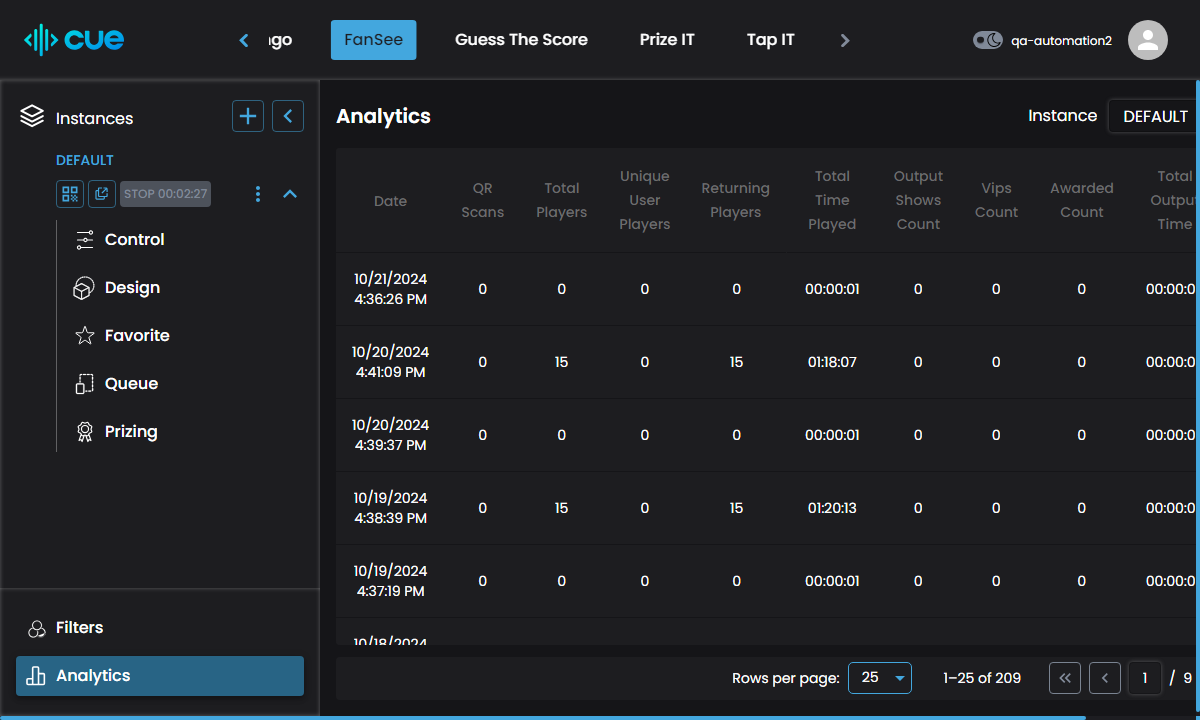 cue
ngo
FanSee
Guess The Score
Prize IT
Tap IT
qa-automation2
Instances
DEFAULT
STOP 00:02:27
Control
Design
Favorite
Queue
Prizing
Filters
Analytics
Analytics
Instance DEFAULT
Date QR Scans Total Players Unique User Players Returning Players Total Time Played Output Shows Count Vips Count Awarded Count Total Output Time
10/21/2024 4:36:26 PM 0 0 0 0 00:00:01 0 0 0 00:00:0
10/20/2024 4:41:09 PM 0 15 0 15 01:18:07 0 0 0 00:00:0
10/20/2024 4:39:37 PM 0 0 0 0 00:00:01 0 0 0 00:00:0
10/19/2024 4:38:39 PM 0 15 0 15 01:20:13 0 0 0 00:00:0
10/19/2024 4:37:19 PM 0 0 0 0 00:00:01 0 0 0 00:00:0
10/18/2024
Rows per page: 25 1–25 of 209 1 / 9